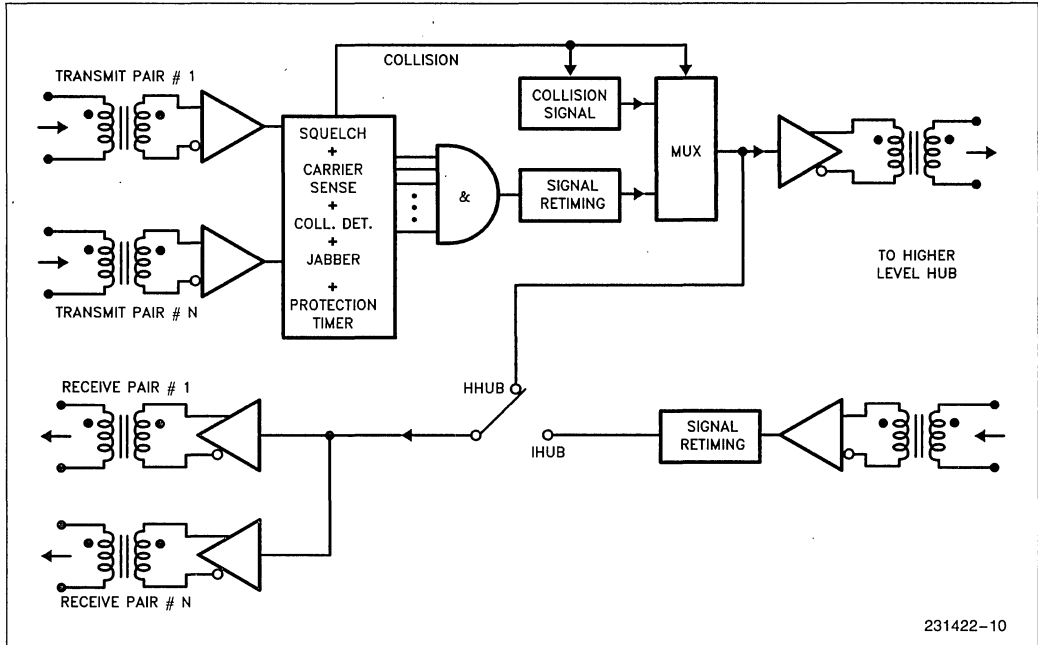 TRANSMIT PAIR # 1
COLLISION
COLLISION
SIGNAL
MUX
SQUELCH
+
CARRIER
SENSE
+
COLL. DET.
+
JABBER
+
PROTECTION
TIMER
&
SIGNAL
RETIMING
TO HIGHER
LEVEL HUB
TRANSMIT PAIR # N
RECEIVE PAIR # 1
HHUB
IHUB
SIGNAL
RETIMING
RECEIVE PAIR # N
231422-10